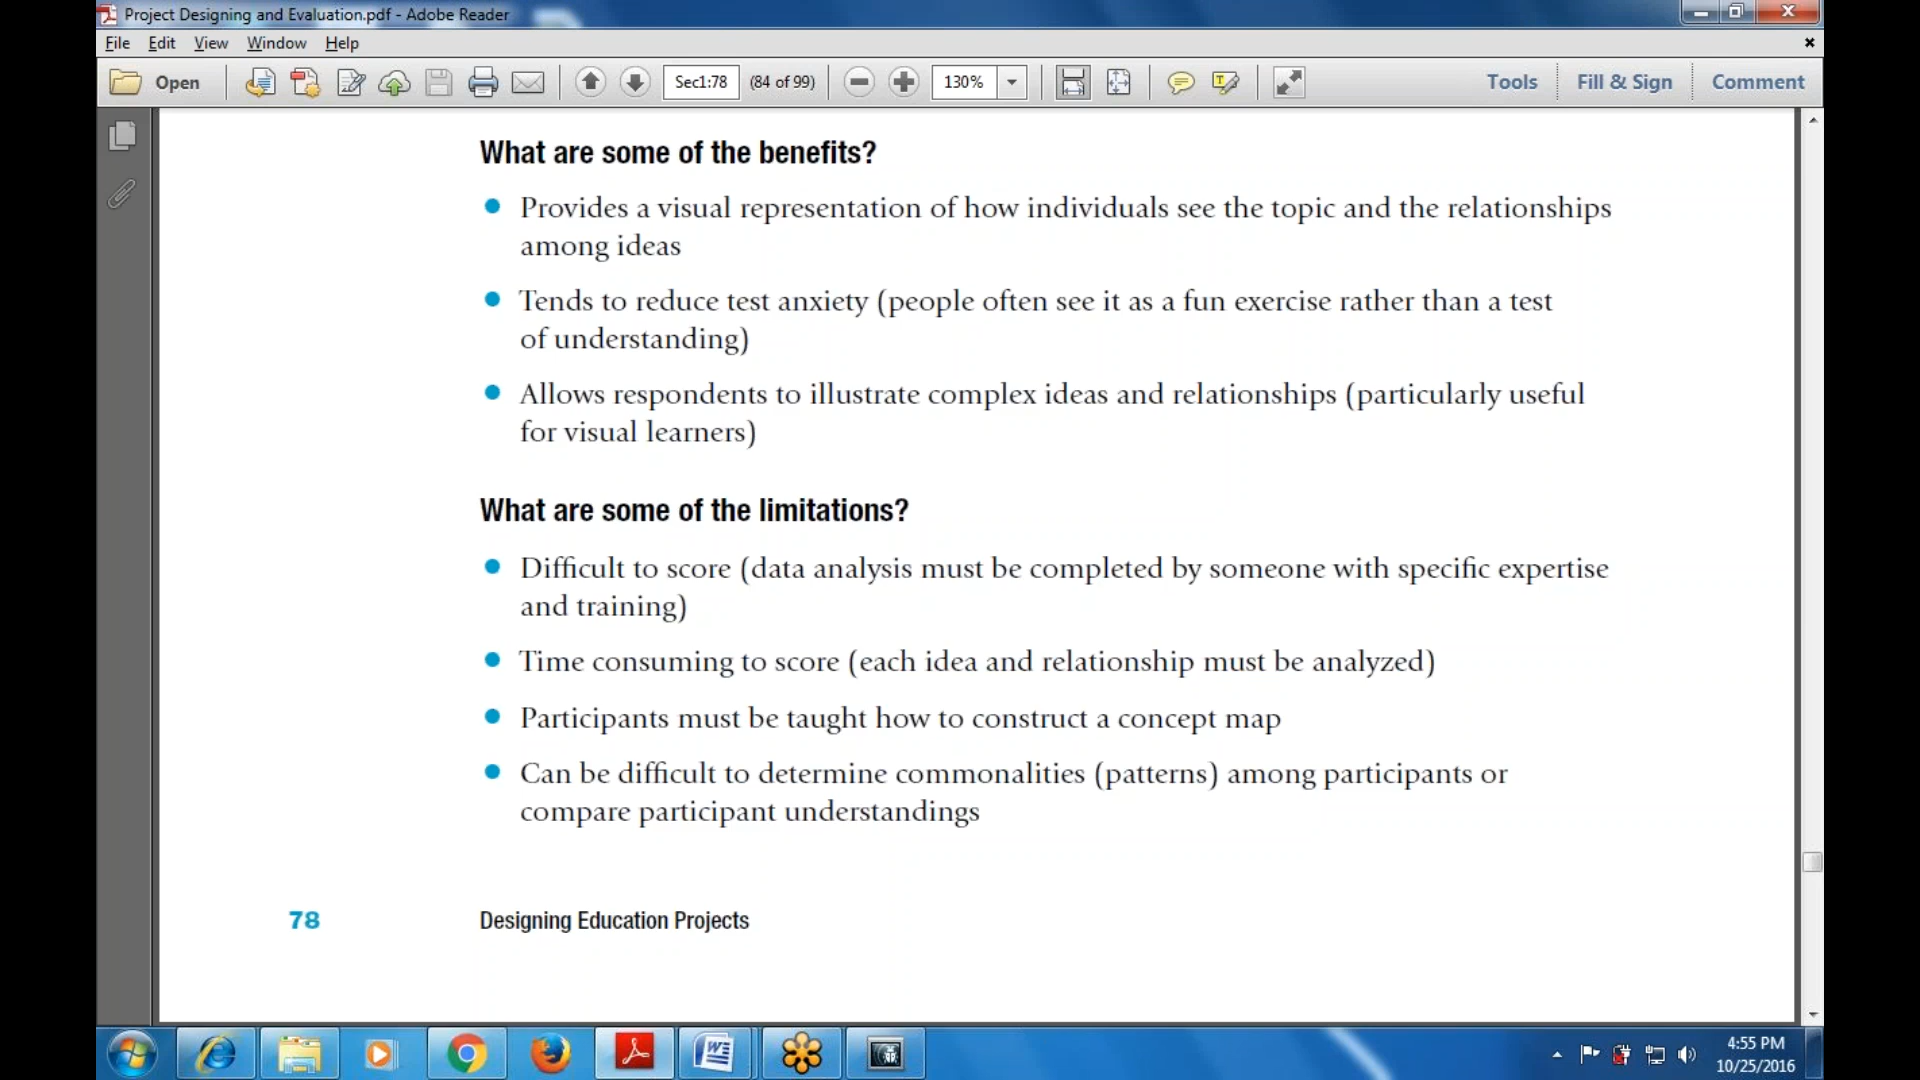 Project Designing and Evaluation.pdf - Adobe Reader
File Edit View Window Help
Open Sec1:78 (84 of 99) 130% Tools Fill & Sign Comment
What are some of the benefits?
Provides a visual representation of how individuals see the topic and the relationships
among ideas
Tends to reduce test anxiety (people often see it as a fun exercise rather than a test
of understanding)
Allows respondents to illustrate complex ideas and relationships (particularly useful
for visual learners)
What are some of the limitations?
Difficult to score (data analysis must be completed by someone with specific expertise
and training)
Time consuming to score (each idea and relationship must be analyzed)
Participants must be taught how to construct a concept map
Can be difficult to determine commonalities (patterns) among participants or
compare participant understandings
78 Designing Education Projects
4:55 PM
10/25/2016